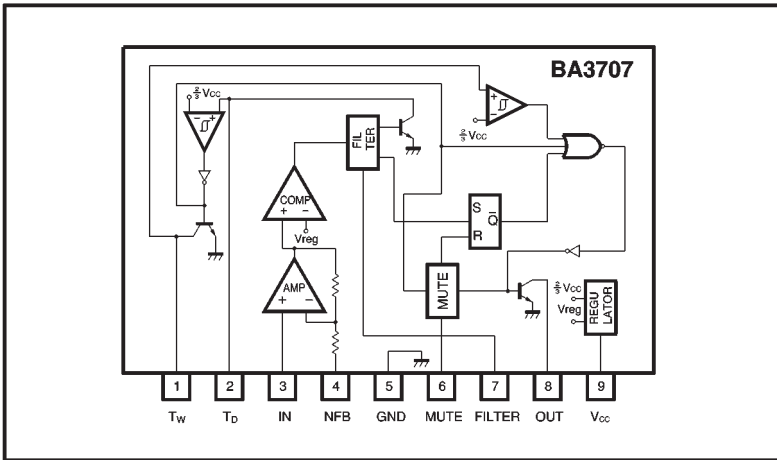 BA3707
2/3 Vcc
− +
+
−
2/3 Vcc
FIL
TER
COMP
+ −
Vreg
S
Q̄
R
AMP
+ −
MUTE
2/3 Vcc
Vreg
REGU
LATOR
1 2 3 4 5 6 7 8 9
TW TD IN NFB GND MUTE FILTER OUT VCC